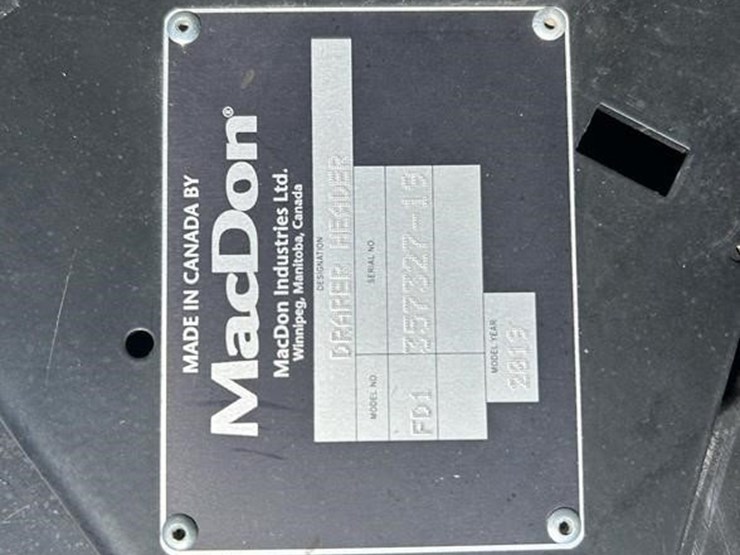 MADE IN CANADA BY
MacDon®
MacDon Industries Ltd.
Winnipeg, Manitoba, Canada
DESIGNATION
DRAPER HEADER
MODEL NO. SERIAL NO.
FD1 357327-19
MODEL YEAR
2019